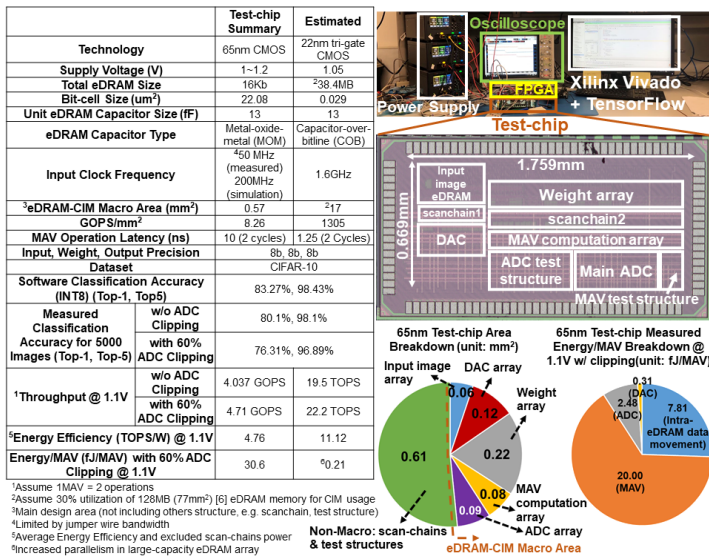 Test-chip Summary Estimated
Technology 65nm CMOS 22nm tri-gate CMOS
Supply Voltage (V) 1~1.2 1.05
Total eDRAM Size 16Kb ²38.4MB
Bit-cell Size (um²) 22.08 0.029
Unit eDRAM Capacitor Size (fF) 13 13
eDRAM Capacitor Type Metal-oxide-metal (MOM) Capacitor-over-bitline (COB)
Input Clock Frequency ⁴50 MHz (measured) 200MHz (simulation) 1.6GHz
³eDRAM-CIM Macro Area (mm²) 0.57 ²17
GOPS/mm² 8.26 1305
MAV Operation Latency (ns) 10 (2 cycles) 1.25 (2 Cycles)
Input, Weight, Output Precision 8b, 8b, 8b
Dataset CIFAR-10
Software Classification Accuracy (INT8) (Top-1, Top5) 83.27%, 98.43%
Measured Classification Accuracy for 5000 Images (Top-1, Top-5)
w/o ADC Clipping 80.1%, 98.1%
with 60% ADC Clipping 76.31%, 96.89%
¹Throughput @ 1.1V
w/o ADC Clipping 4.037 GOPS 19.5 TOPS
with 60% ADC Clipping 4.71 GOPS 22.2 TOPS
⁵Energy Efficiency (TOPS/W) @ 1.1V 4.76 11.12
Energy/MAV (fJ/MAV) with 60% ADC Clipping @ 1.1V 30.6 ⁶0.21
¹Assume 1MAV = 2 operations
²Assume 30% utilization of 128MB (77mm²) [6] eDRAM memory for CIM usage
³Main design area (not including others structure, e.g. scanchain, test structure)
⁴Limited by jumper wire bandwidth
⁵Average Energy Efficiency and excluded scan-chains power
⁶Increased parallelism in large-capacity eDRAM array
Oscilloscope
FPGA
Power Supply
Xilinx Vivado
+ TensorFlow
Test-chip
1.759mm
0.669mm
Input image eDRAM
scanchain1
DAC
Weight array
scanchain2
MAV computation array
ADC test structure
Main ADC
MAV test structure
65nm Test-chip Area
Breakdown (unit: mm²)
Input image array
0.06
DAC array
0.12
Weight array
0.22
MAV computation array
0.08
ADC array
0.09
0.61
Non-Macro: scan-chains & test structures
eDRAM-CIM Macro Area
65nm Test-chip Measured
Energy/MAV Breakdown @
1.1V w/ clipping(unit: fJ/MAV)
0.31 (DAC)
2.48 (ADC)
7.81 (Intra-eDRAM data movement)
20.00 (MAV)